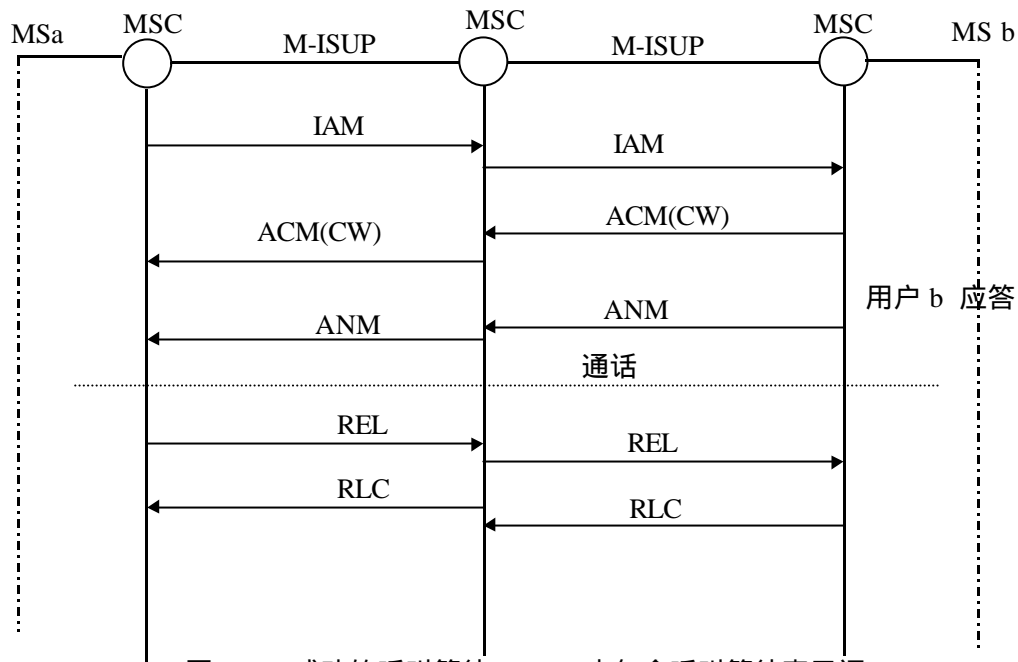 MSa MSC MSC MSC MS b
M-ISUP M-ISUP
IAM
IAM
ACM(CW)
ACM(CW)
用户 b 应答
ANM
ANM
通话
REL
REL
RLC
RLC